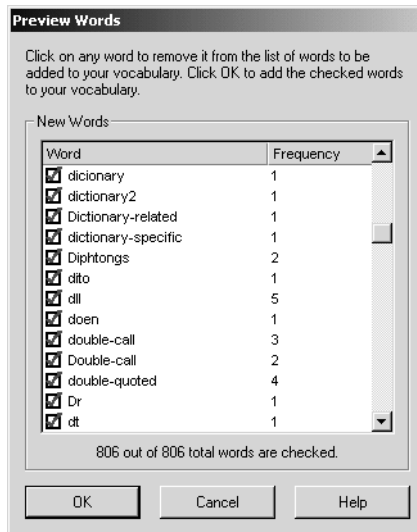 Preview Words
Click on any word to remove it from the list of words to be
added to your vocabulary. Click OK to add the checked words
to your vocabulary.
New Words
Word Frequency
dicionary 1
dictionary2 1
Dictionary-related 1
dictionary-specific 1
Diphtongs 2
dito 1
dll 5
doen 1
double-call 3
Double-call 2
double-quoted 4
Dr 1
dt 1
806 out of 806 total words are checked.
OK Cancel Help